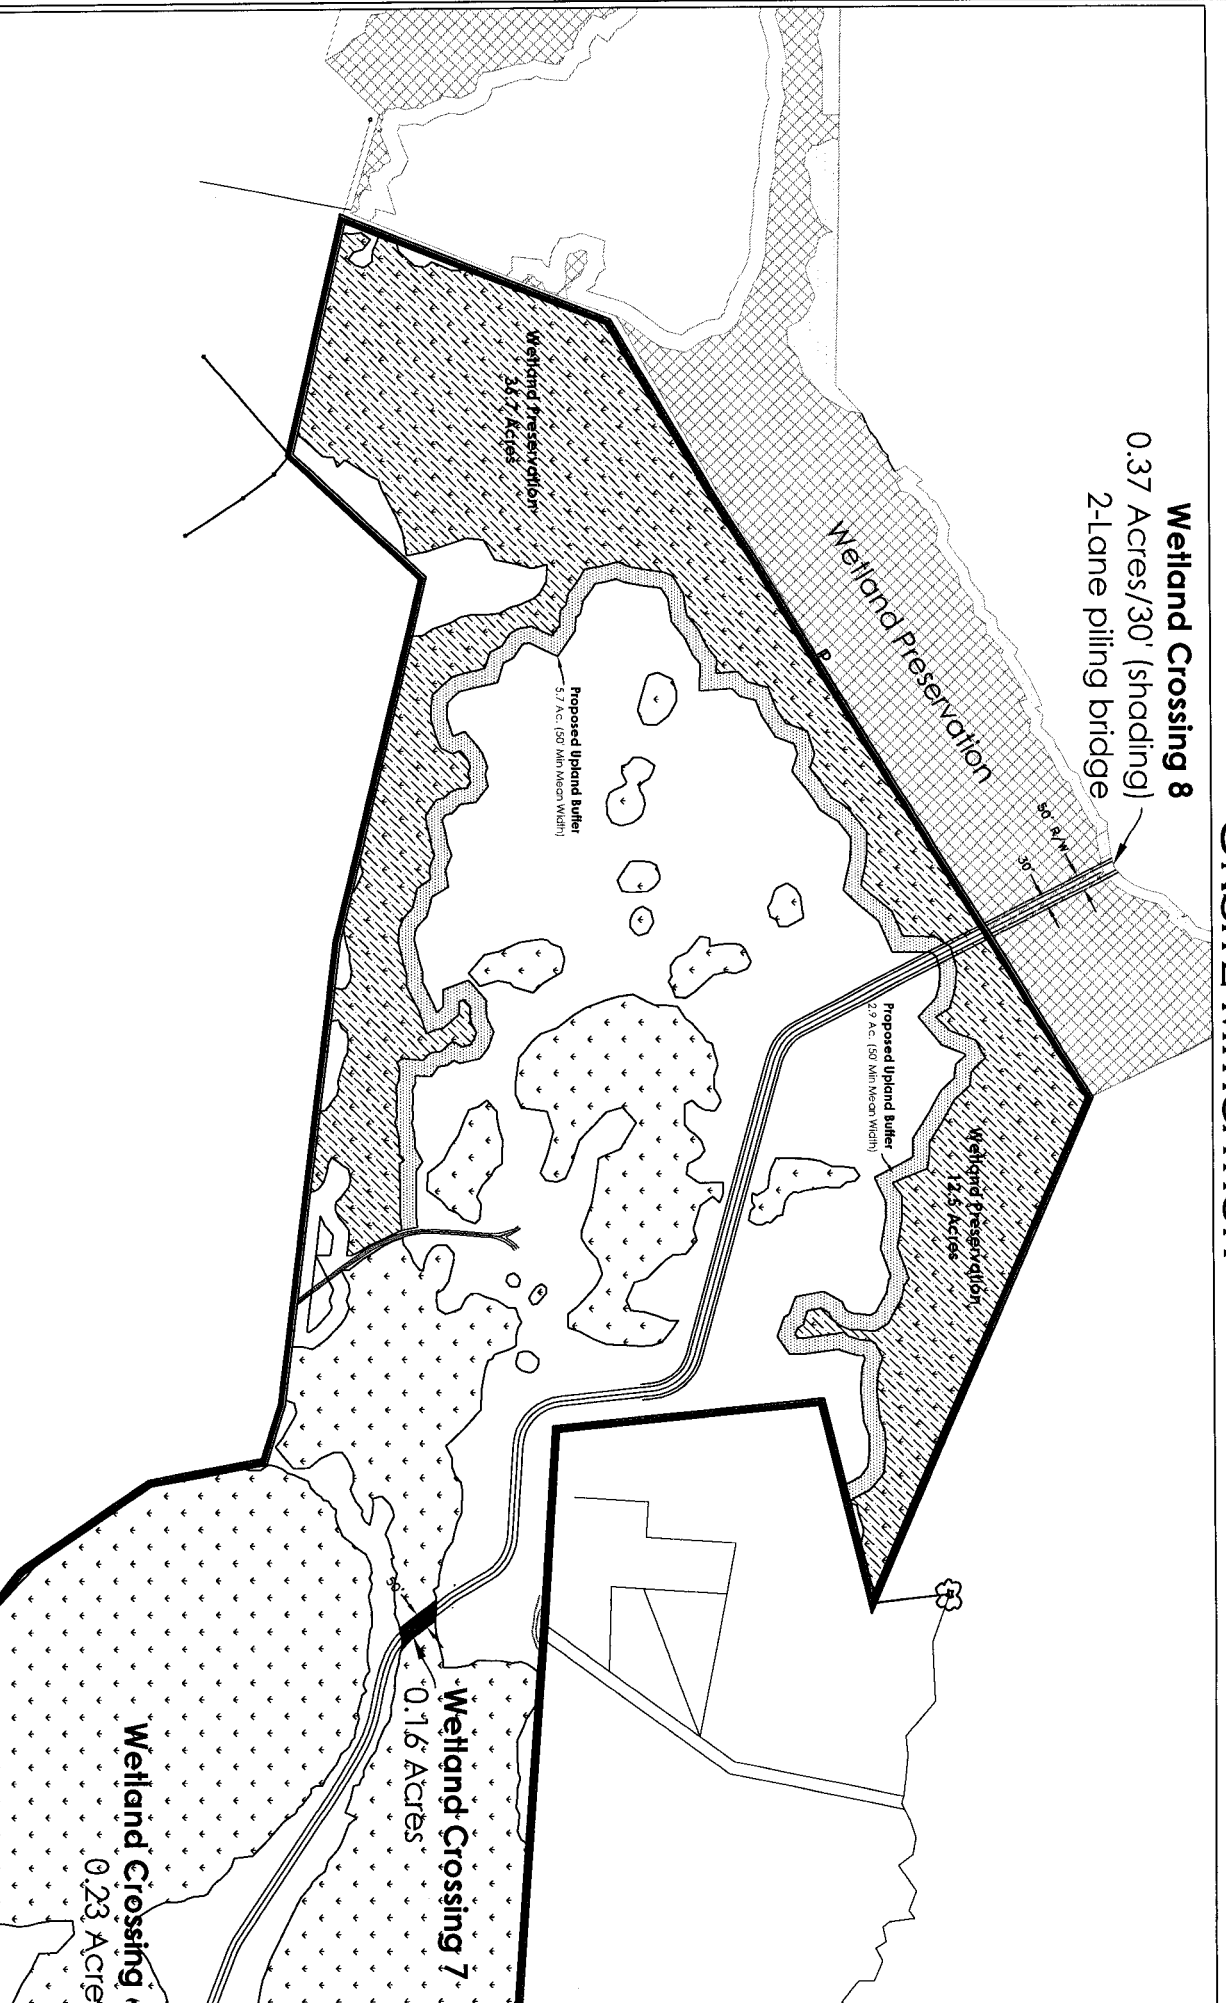 Wetland Crossing 8
0.37 Acres/30' (shading)
2-Lane piling bridge
50' R/W
30'
Wetland Preservation
Wetland Preservation
36.7 Acres
Proposed Upland Buffer
5.7 Ac. (50' Min Mean Width)
Proposed Upland Buffer
2.9 Ac. (50' Min Mean Width)
Wetland Preservation
12.5 Acres
50'
Wetland Crossing 7
0.16 Acres
Wetland Crossing
0.23 Acre